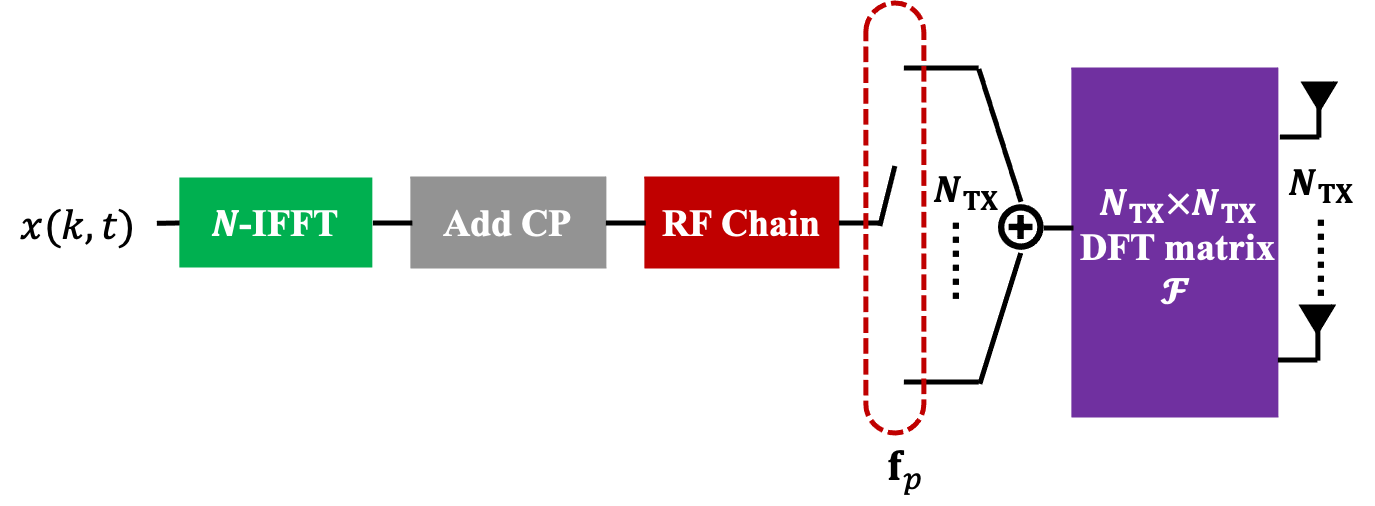 x(k, t)
N-IFFT
Add CP
RF Chain
N_TX
f_p
N_TX×N_TX
DFT matrix
ℱ
N_TX